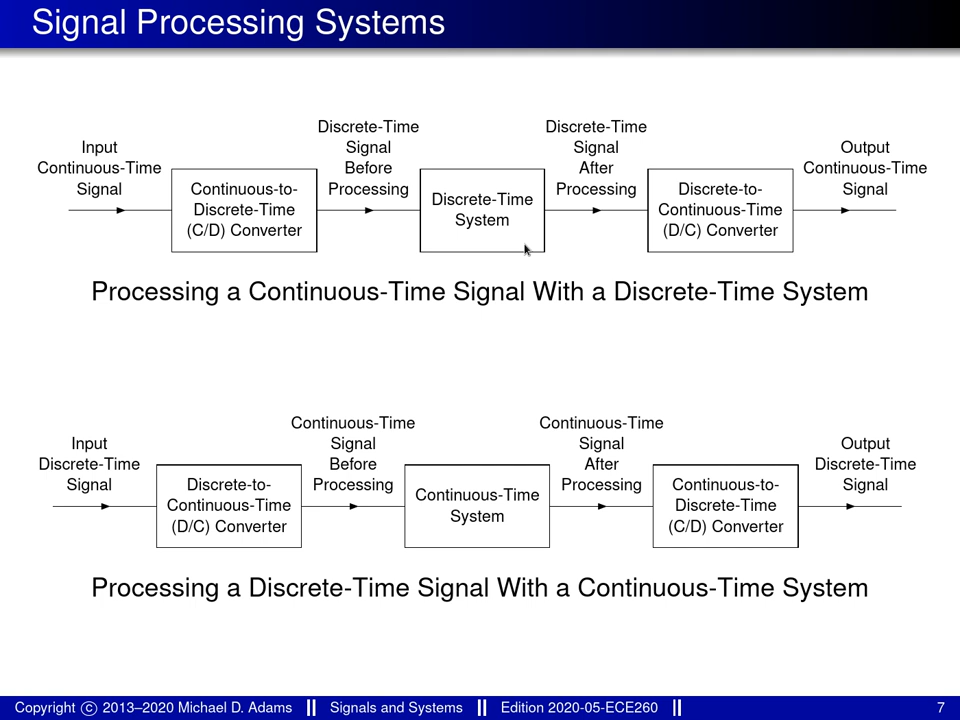 Signal Processing Systems
Input
Continuous-Time
Signal
Continuous-to-
Discrete-Time
(C/D) Converter
Discrete-Time
Signal
Before
Processing
Discrete-Time
System
Discrete-Time
Signal
After
Processing
Discrete-to-
Continuous-Time
(D/C) Converter
Output
Continuous-Time
Signal
Processing a Continuous-Time Signal With a Discrete-Time System
Input
Discrete-Time
Signal
Discrete-to-
Continuous-Time
(D/C) Converter
Continuous-Time
Signal
Before
Processing
Continuous-Time
System
Continuous-Time
Signal
After
Processing
Continuous-to-
Discrete-Time
(C/D) Converter
Output
Discrete-Time
Signal
Processing a Discrete-Time Signal With a Continuous-Time System
Copyright © 2013–2020 Michael D. Adams Signals and Systems Edition 2020-05-ECE260 7